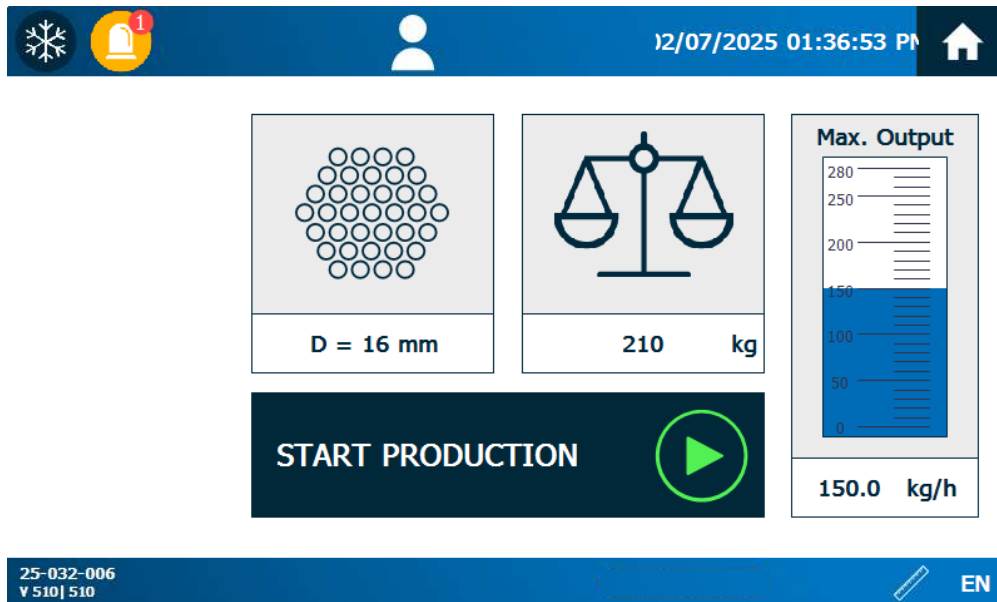 1
02/07/2025 01:36:53 PM
Max. Output
280
250
200
150
100
50
0
D = 16 mm
210 kg
START PRODUCTION
150.0 kg/h
25-032-006
V 510| 510
EN